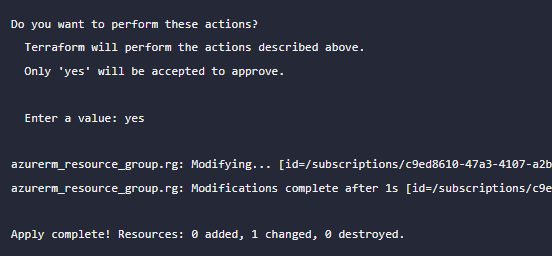 Do you want to perform these actions?
Terraform will perform the actions described above.
Only 'yes' will be accepted to approve.
Enter a value: yes
azurerm_resource_group.rg: Modifying... [id=/subscriptions/c9ed8610-47a3-4107-a2b
azurerm_resource_group.rg: Modifications complete after 1s [id=/subscriptions/c9e
Apply complete! Resources: 0 added, 1 changed, 0 destroyed.